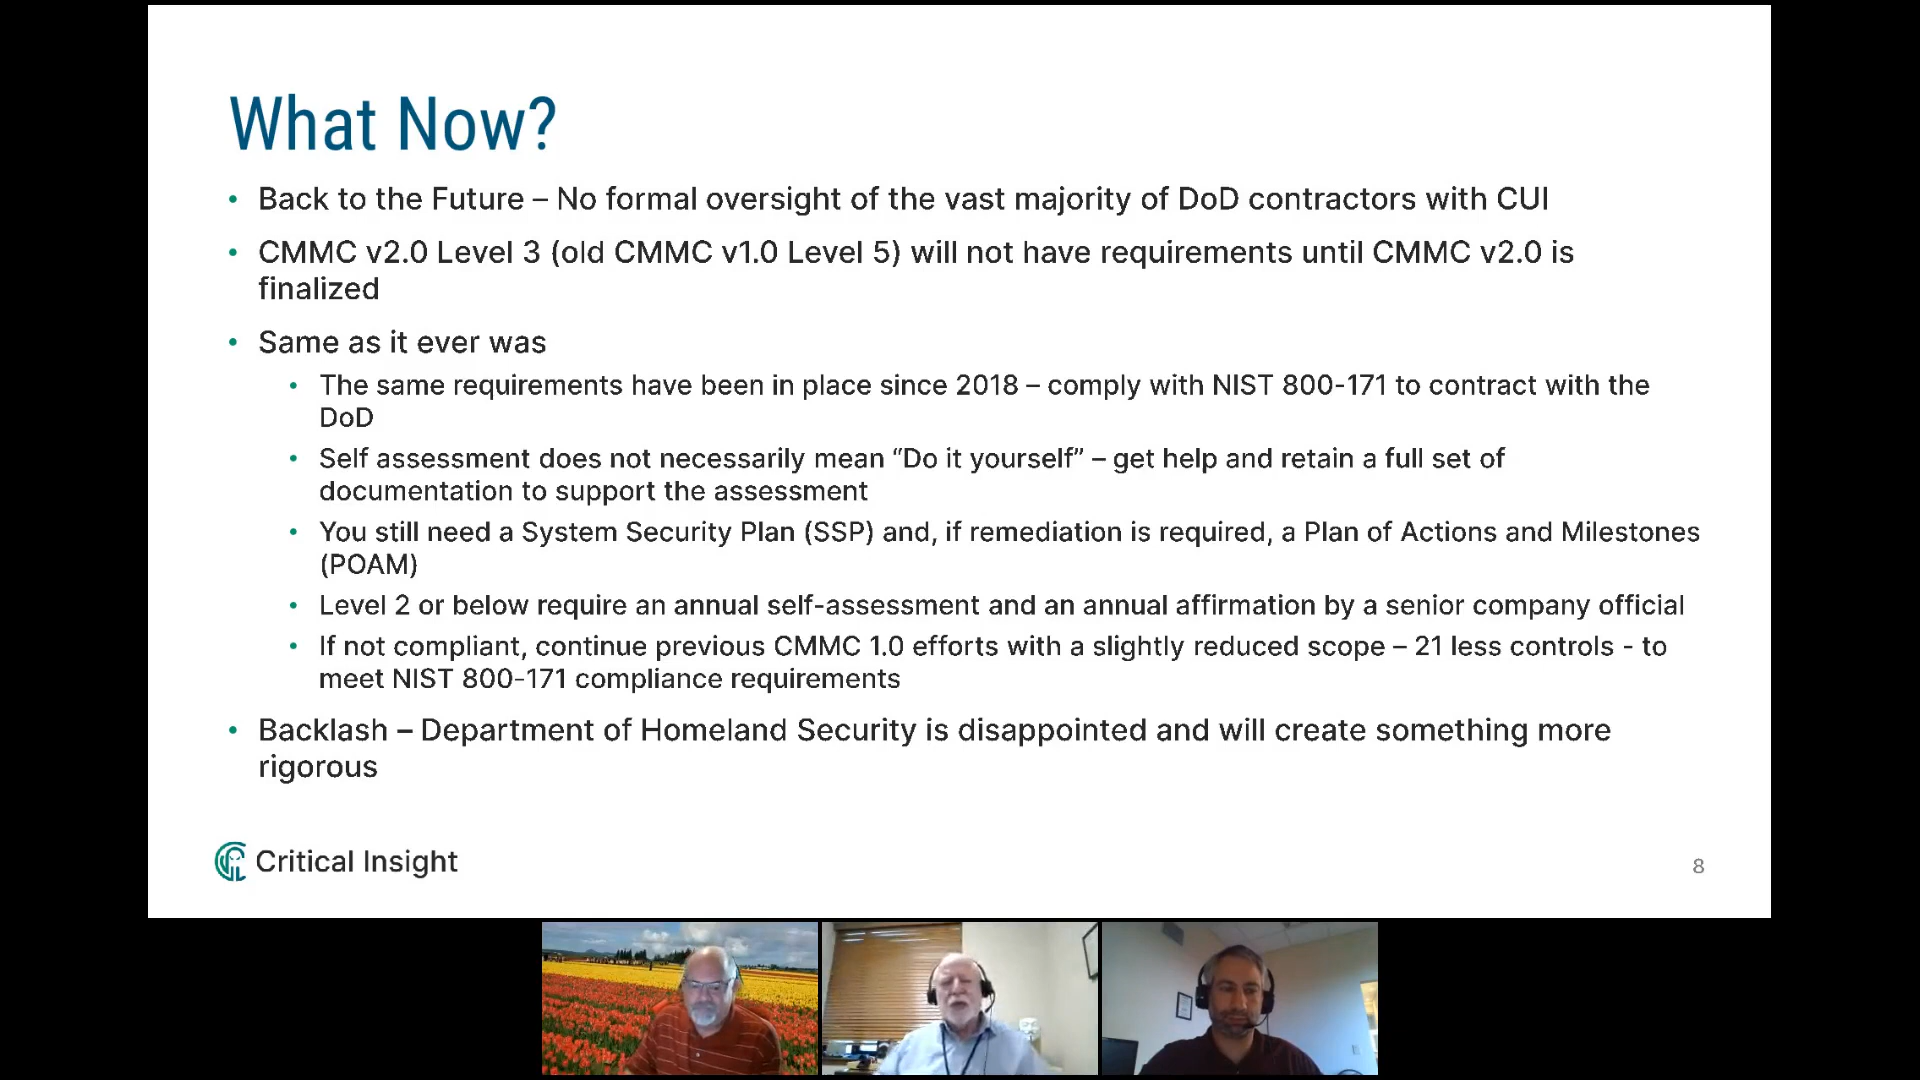 What Now?
• Back to the Future – No formal oversight of the vast majority of DoD contractors with CUI
• CMMC v2.0 Level 3 (old CMMC v1.0 Level 5) will not have requirements until CMMC v2.0 is
finalized
• Same as it ever was
• The same requirements have been in place since 2018 – comply with NIST 800-171 to contract with the
DoD
• Self assessment does not necessarily mean “Do it yourself” – get help and retain a full set of
documentation to support the assessment
• You still need a System Security Plan (SSP) and, if remediation is required, a Plan of Actions and Milestones
(POAM)
• Level 2 or below require an annual self-assessment and an annual affirmation by a senior company official
• If not compliant, continue previous CMMC 1.0 efforts with a slightly reduced scope – 21 less controls - to
meet NIST 800-171 compliance requirements
• Backlash – Department of Homeland Security is disappointed and will create something more
rigorous
Critical Insight
8